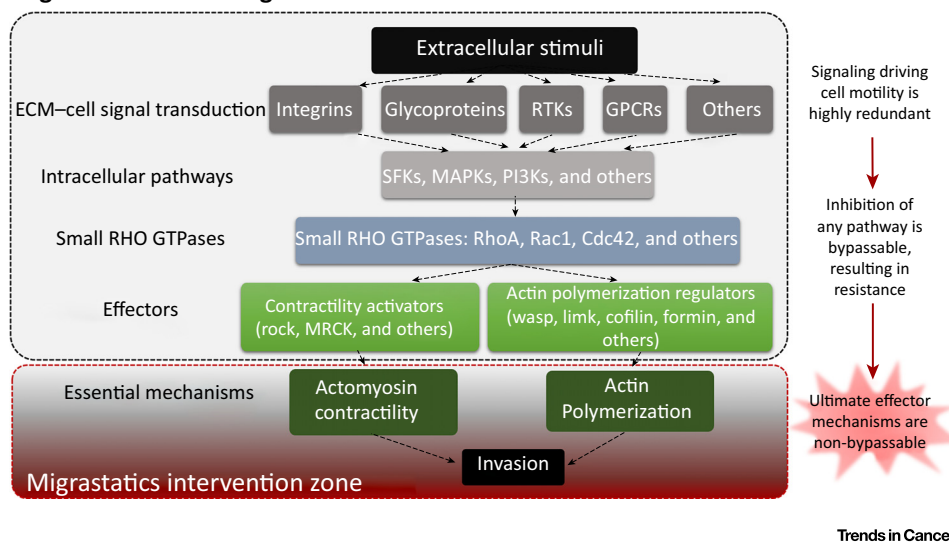 Extracellular stimuli
ECM–cell signal transduction
Integrins
Glycoproteins
RTKs
GPCRs
Others
Intracellular pathways
SFKs, MAPKs, PI3Ks, and others
Small RHO GTPases
Small RHO GTPases: RhoA, Rac1, Cdc42, and others
Effectors
Contractility activators
(rock, MRCK, and others)
Actin polymerization regulators
(wasp, limk, cofilin, formin, and
others)
Essential mechanisms
Actomyosin
contractility
Actin
Polymerization
Invasion
Migrastatics intervention zone
Signaling driving
cell motility is
highly redundant
Inhibition of
any pathway is
bypassable,
resulting in
resistance
Ultimate effector
mechanisms are
non-bypassable
Trends in Cance